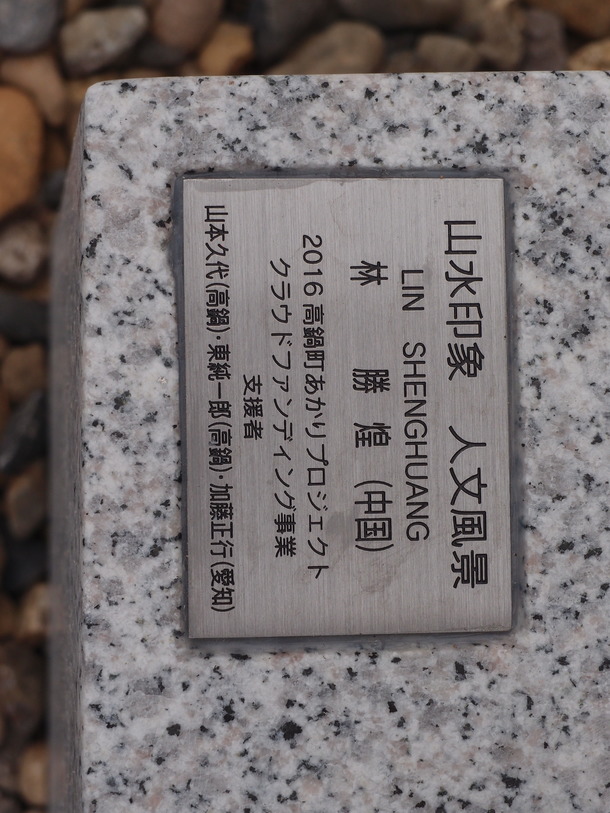 山水印象　人文風景
LIN SHENGHUANG
林　勝　煌　(中国)
2016 高鍋町あかりプロジェクト
クラウドファンディング事業
支援者
山本久代(高鍋)・東純一郎(高鍋)・加藤正行(愛知)